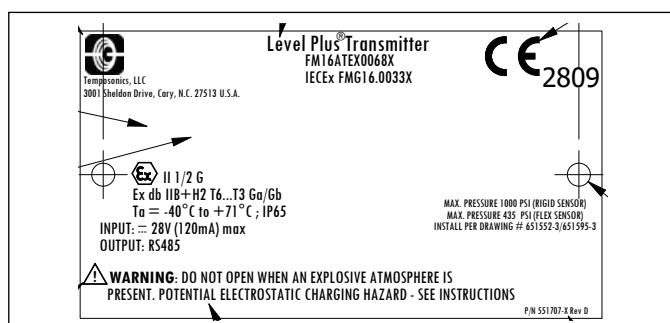 Level Plus® Transmitter
FM16ATEX0068X
IECEx FMG16.0033X
CE 2809
Temposonics, LLC
3001 Sheldon Drive, Cary, N.C. 27513 U.S.A.
Ex II 1/2 G
Ex db IIB+H2 T6...T3 Ga/Gb
Ta = -40°C to +71°C ; IP65
INPUT: ⎓ 28V (120mA) max
OUTPUT: RS485
MAX. PRESSURE 1000 PSI (RIGID SENSOR)
MAX. PRESSURE 435 PSI (FLEX SENSOR)
INSTALL PER DRAWING # 651552-3/651595-3
WARNING: DO NOT OPEN WHEN AN EXPLOSIVE ATMOSPHERE IS
PRESENT. POTENTIAL ELECTROSTATIC CHARGING HAZARD - SEE INSTRUCTIONS
P/N 551707-X Rev D